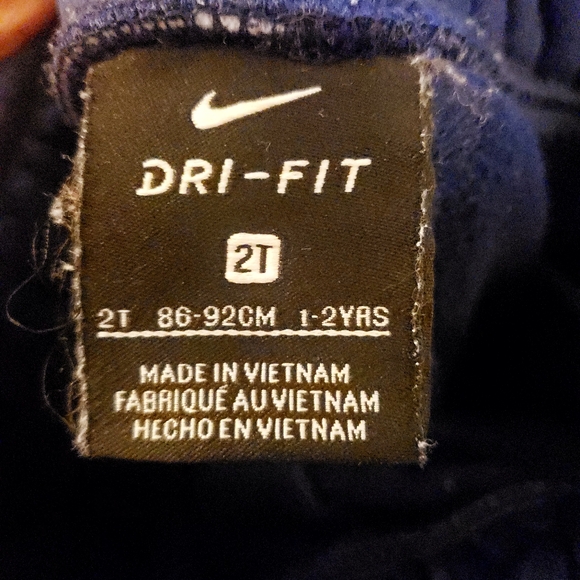 DRI-FIT
2T
2T 86-92CM 1-2YRS
MADE IN VIETNAM
FABRIQUÉ AU VIETNAM
HECHO EN VIETNAM